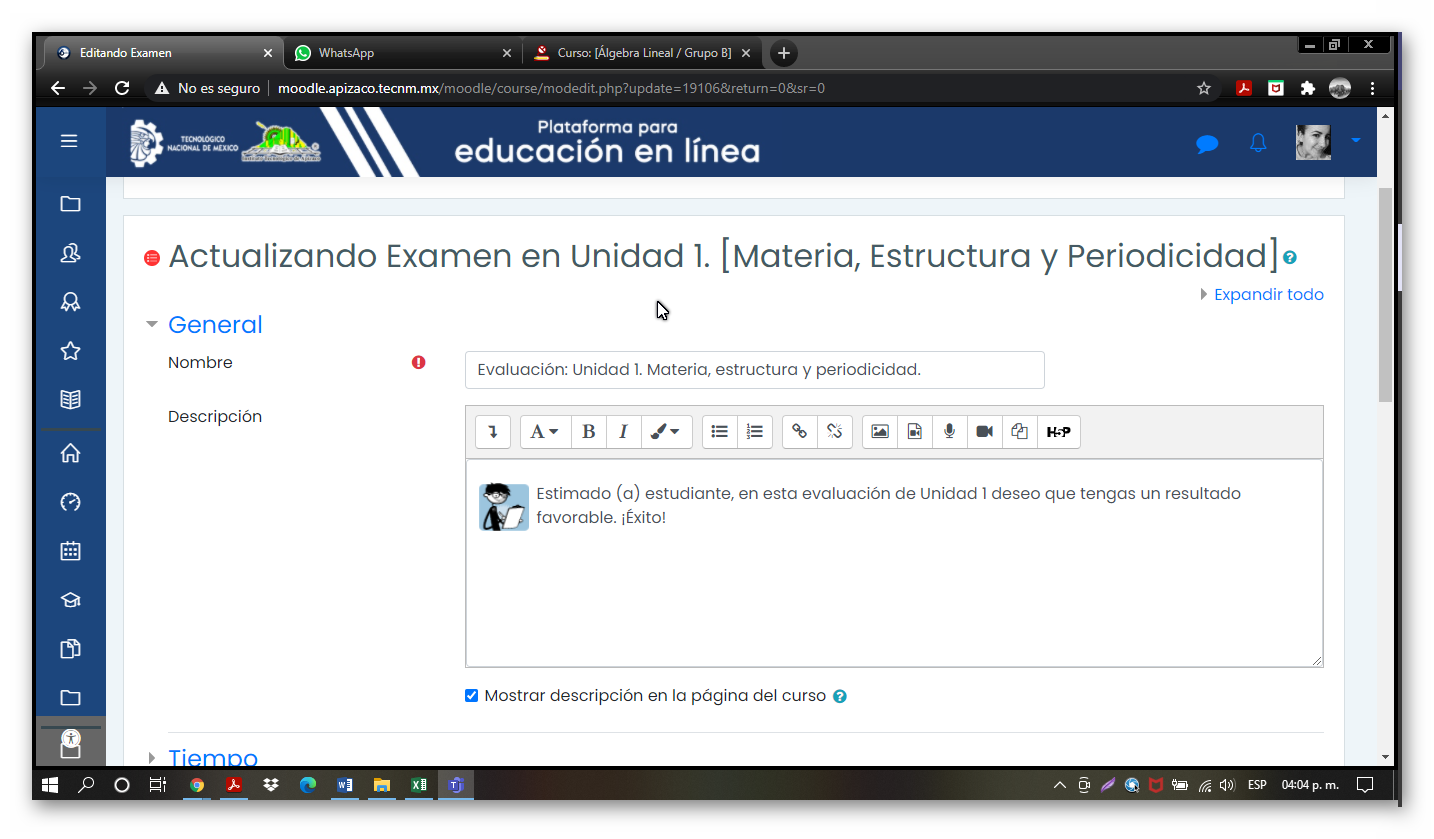 Editando Examen
WhatsApp
Curso: [Álgebra Lineal / Grupo B]
No es seguro
moodle.apizaco.tecnm.mx/moodle/course/modedit.php?update=19106&return=0&sr=0
TECNOLÓGICO
NACIONAL DE MÉXICO
Plataforma para
educación en línea
Actualizando Examen en Unidad 1. [Materia, Estructura y Periodicidad]
Expandir todo
General
Nombre
Evaluación: Unidad 1. Materia, estructura y periodicidad.
Descripción
A B I
H-P
Estimado (a) estudiante, en esta evaluación de Unidad 1 deseo que tengas un resultado
favorable. ¡Éxito!
Mostrar descripción en la página del curso
Tiempo
ESP
04:04 p. m.